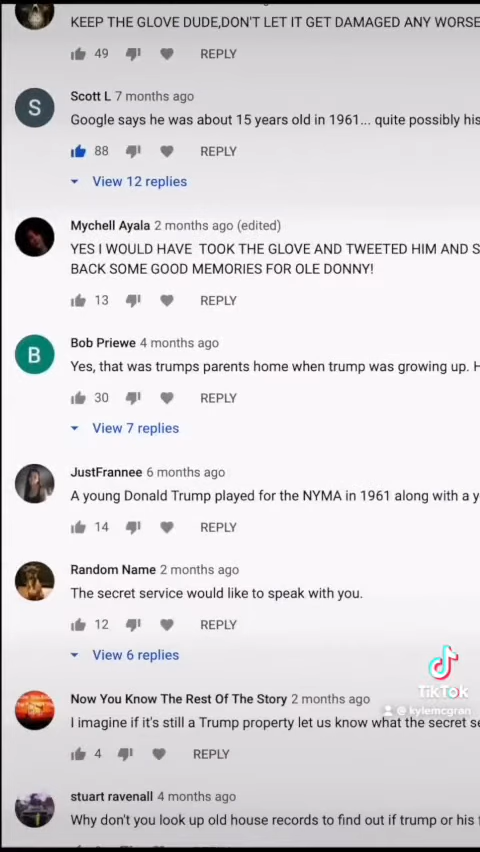 KEEP THE GLOVE DUDE,DON'T LET IT GET DAMAGED ANY WORSE
49 REPLY
S
Scott L 7 months ago
Google says he was about 15 years old in 1961... quite possibly his
88 REPLY
View 12 replies
Mychell Ayala 2 months ago (edited)
YES I WOULD HAVE TOOK THE GLOVE AND TWEETED HIM AND S
BACK SOME GOOD MEMORIES FOR OLE DONNY!
13 REPLY
B
Bob Priewe 4 months ago
Yes, that was trumps parents home when trump was growing up. H
30 REPLY
View 7 replies
JustFrannee 6 months ago
A young Donald Trump played for the NYMA in 1961 along with a y
14 REPLY
Random Name 2 months ago
The secret service would like to speak with you.
12 REPLY
View 6 replies
TikTok
@kylemcgran
Now You Know The Rest Of The Story 2 months ago
I imagine if it's still a Trump property let us know what the secret se
4 REPLY
stuart ravenall 4 months ago
Why don't you look up old house records to find out if trump or his f